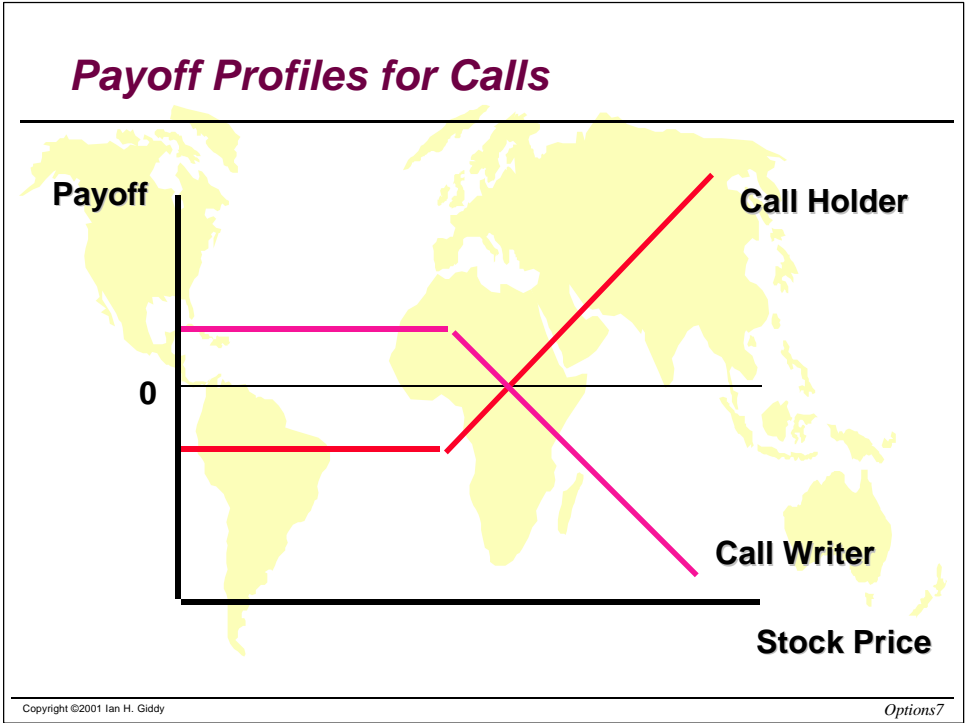 Payoff Profiles for Calls
Payoff
Call Holder
0
Call Writer
Stock Price
Copyright ©2001 Ian H. Giddy
Options7